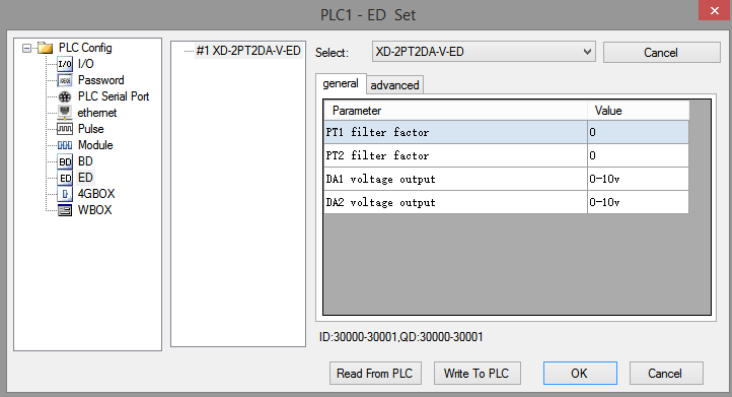 PLC1 - ED Set
PLC Config
I/O
I/O
Password
PLC Serial Port
ethernet
Pulse
Module
BD
BD
ED
ED
4GBOX
WBOX
#1 XD-2PT2DA-V-ED
Select:
XD-2PT2DA-V-ED
Cancel
general
advanced
Parameter Value
PT1 filter factor 0
PT2 filter factor 0
DA1 voltage output 0-10v
DA2 voltage output 0-10v
ID:30000-30001,QD:30000-30001
Read From PLC
Write To PLC
OK
Cancel